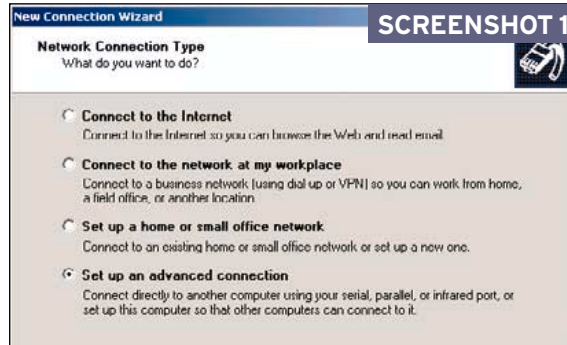 New Connection Wizard
SCREENSHOT 1
Network Connection Type
What do you want to do?
Connect to the Internet
Connect to the Internet so you can browse the Web and read email.
Connect to the network at my workplace
Connect to a business network (using dial up or VPN) so you can work from home,
a field office, or another location.
Set up a home or small office network
Connect to an existing home or small office network or set up a new one.
Set up an advanced connection
Connect directly to another computer using your serial, parallel, or infrared port, or
set up this computer so that other computers can connect to it.